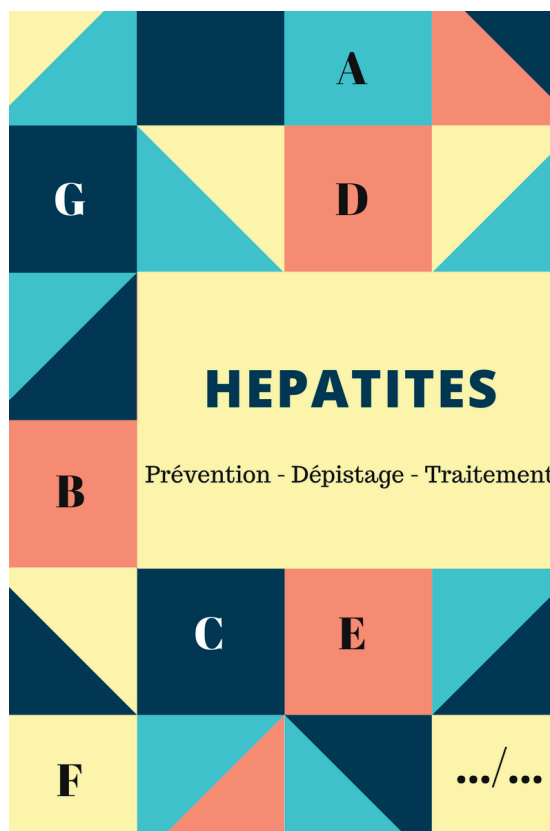 A
G
D
HEPATITES
Prévention - Dépistage - Traitement
B
C
E
F
.../...